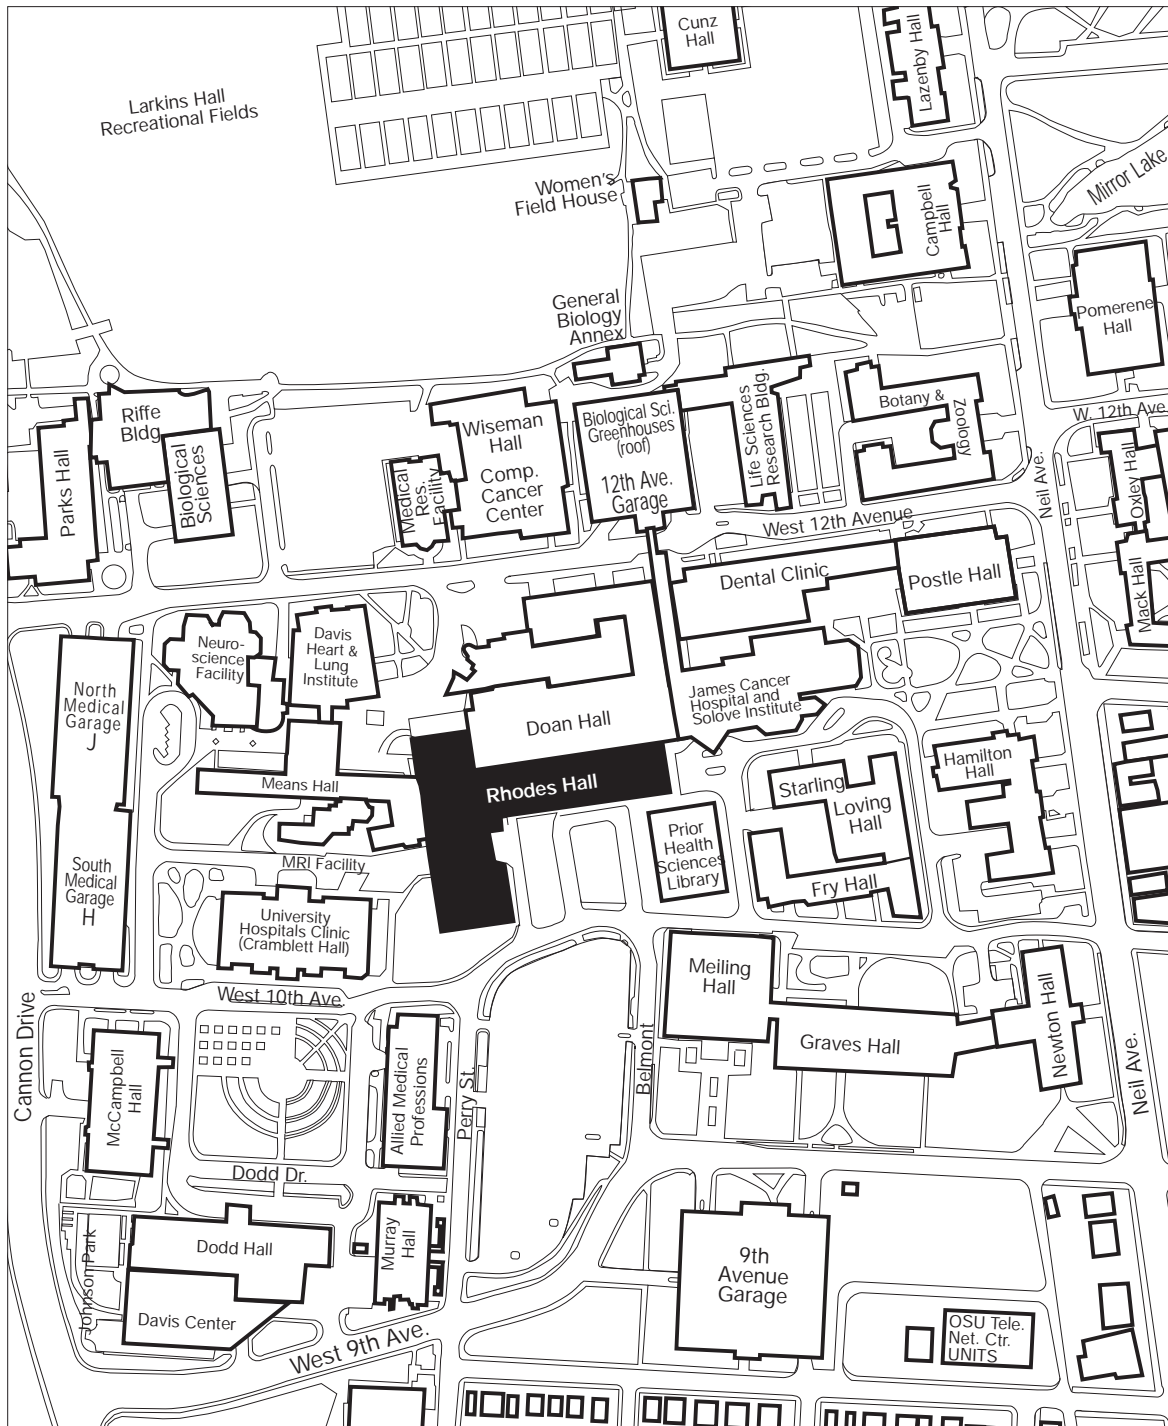 Cunz
Hall
Lazenby Hall
Larkins Hall
Recreational Fields
Women's
Field House
Campbell
Hall
Mirror Lake
General
Biology
Annex
Pomerene
Hall
Riffe
Bldg
Biological
Sciences
Parks Hall
Wiseman
Hall
Comp.
Cancer
Center
Medical
Res.
Facility
Biological Sci.
Greenhouses
(roof)
12th Ave.
Garage
Life Sciences
Research Bldg.
Botany &
Zoology
W. 12th Ave
Oxley Hall
Neil Ave.
West 12th Avenue
Mack Hall
Dental Clinic
Postle Hall
Neuro-
science
Facility
Davis
Heart &
Lung
Institute
North
Medical
Garage
J
Doan Hall
James Cancer
Hospital and
Solove Institute
Means Hall
Rhodes Hall
Starling
Loving
Hall
Hamilton
Hall
MRI Facility
Prior
Health
Sciences
Library
Fry Hall
South
Medical
Garage
H
University
Hospitals Clinic
(Cramblett Hall)
West 10th Ave.
Meiling
Hall
Graves Hall
Newton Hall
Cannon Drive
McCampbell
Hall
Allied Medical
Professions
Perry St.
Belmont
Neil Ave.
Dodd Dr.
Johnson Park
Dodd Hall
Murray
Hall
Davis Center
West 9th Ave.
9th
Avenue
Garage
OSU Tele.
Net. Ctr.
UNITS